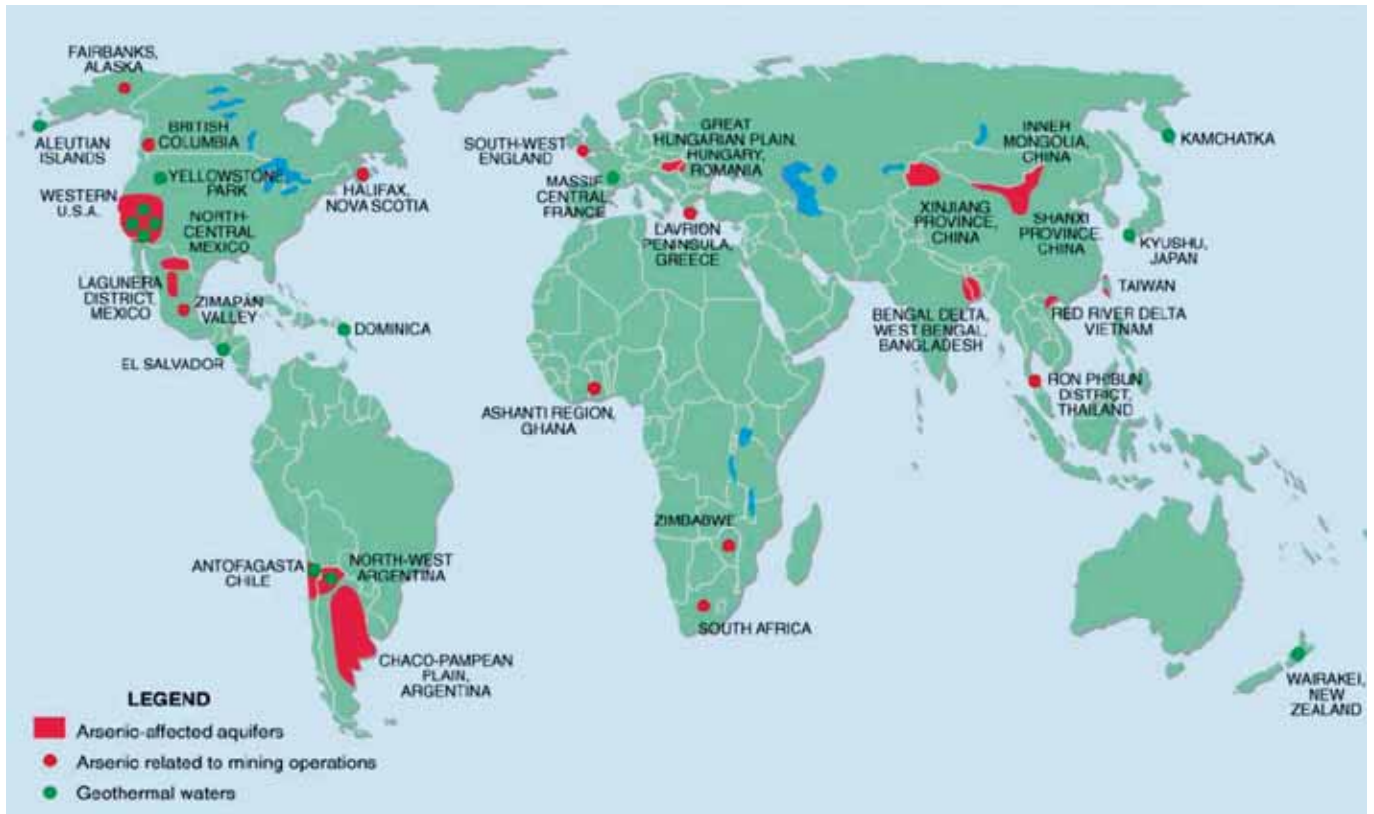 FAIRBANKS,
ALASKA
ALEUTIAN
ISLANDS
BRITISH
COLUMBIA
YELLOWSTONE
PARK
WESTERN
U.S.A.
HALIFAX,
NOVA SCOTIA
NORTH-
CENTRAL
MEXICO
LAGUNERA
DISTRICT,
MEXICO
ZIMAPAN
VALLEY
DOMINICA
EL SALVADOR
SOUTH-WEST
ENGLAND
GREAT
HUNGARIAN PLAIN,
HUNGARY,
ROMANIA
MASSIF
CENTRAL,
FRANCE
LAVRION
PENINSULA,
GREECE
INNER
MONGOLIA,
CHINA
KAMCHATKA
XINJIANG
PROVINCE,
CHINA
SHANXI
PROVINCE,
CHINA
KYUSHU,
JAPAN
TAIWAN
BENGAL DELTA,
WEST BENGAL,
BANGLADESH
RED RIVER DELTA
VIETNAM
RON PHIBUN
DISTRICT,
THAILAND
ASHANTI REGION,
GHANA
ZIMBABWE
SOUTH AFRICA
ANTOFAGASTA
CHILE
NORTH-WEST
ARGENTINA
CHACO-PAMPEAN
PLAIN,
ARGENTINA
WAIRAKEI,
NEW
ZEALAND
LEGEND
Arsenic-affected aquifers
Arsenic related to mining operations
Geothermal waters